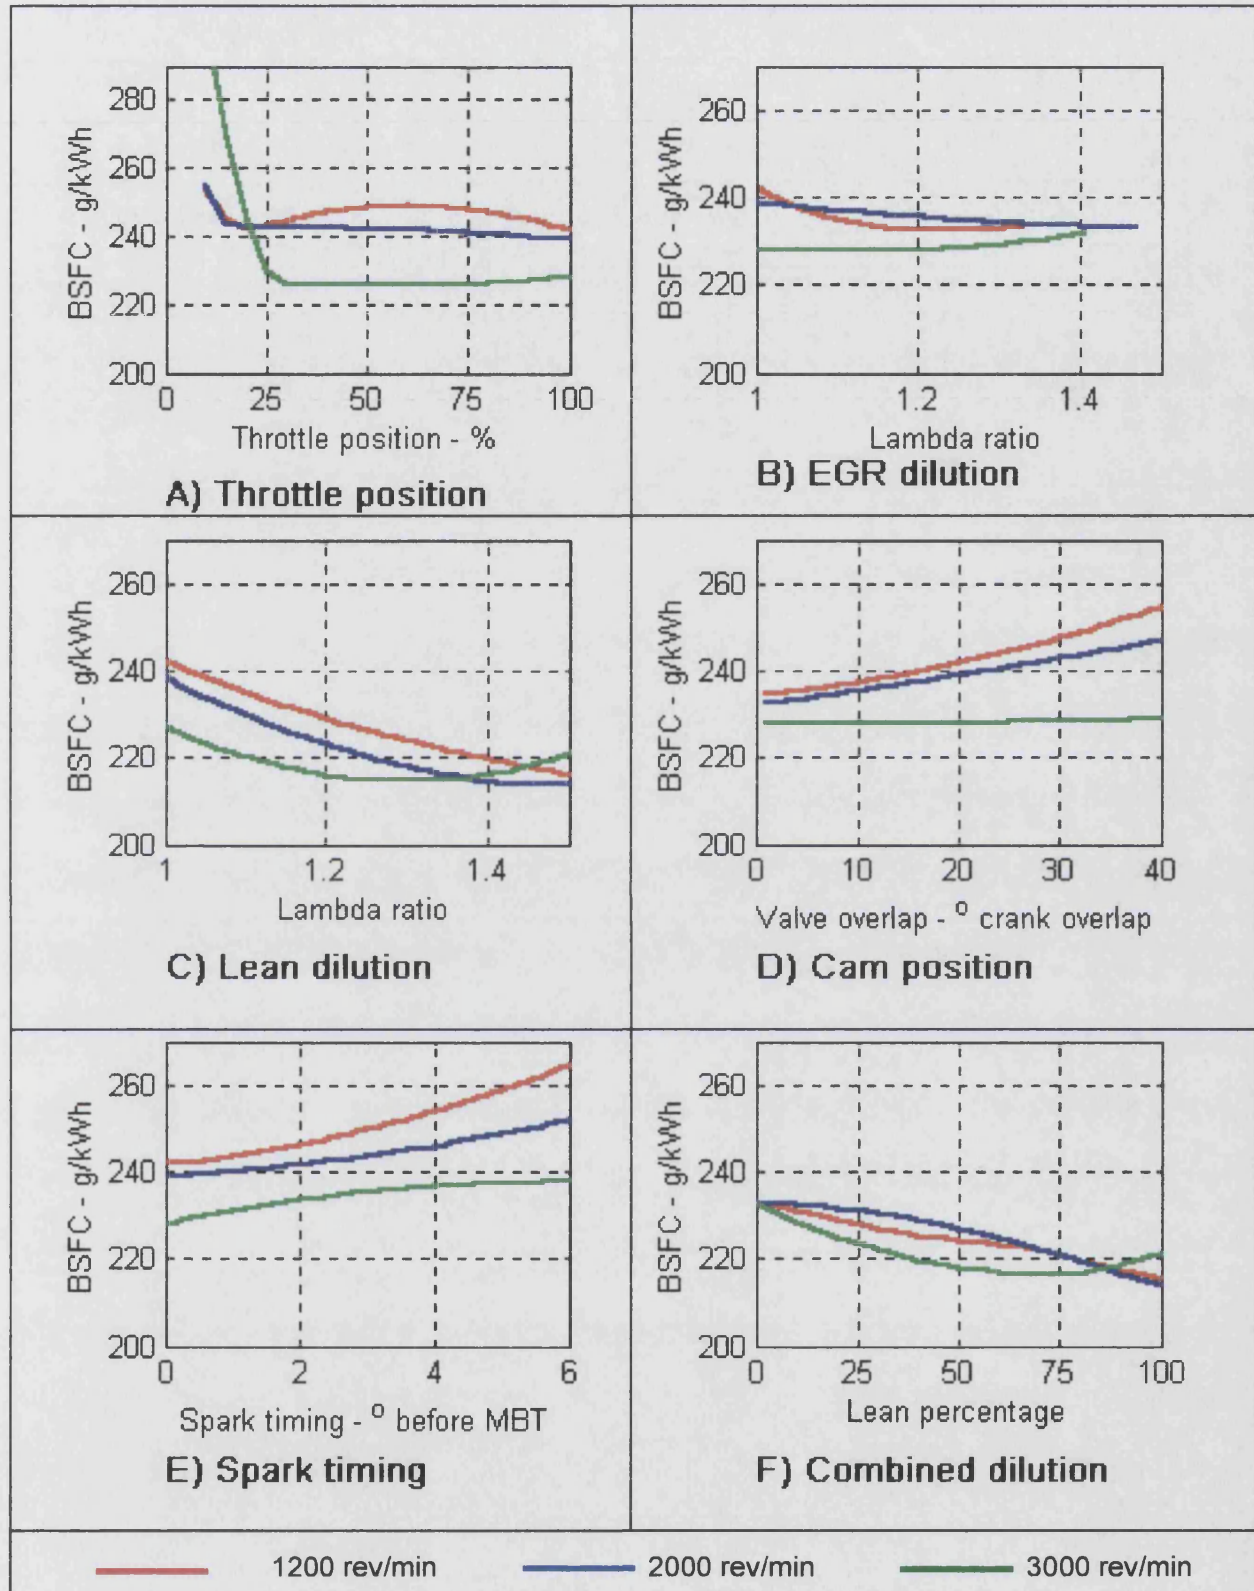 BSFC - g/kWh
280
260
240
220
200
0 25 50 75 100
Throttle position - %
A) Throttle position
BSFC - g/kWh
260
240
220
200
1 1.2 1.4
Lambda ratio
B) EGR dilution
BSFC - g/kWh
260
240
220
200
1 1.2 1.4
Lambda ratio
C) Lean dilution
BSFC - g/kWh
260
240
220
200
0 10 20 30 40
Valve overlap - ° crank overlap
D) Cam position
BSFC - g/kWh
260
240
220
200
0 2 4 6
Spark timing - ° before MBT
E) Spark timing
BSFC - g/kWh
260
240
220
200
0 25 50 75 100
Lean percentage
F) Combined dilution
1200 rev/min 2000 rev/min 3000 rev/min